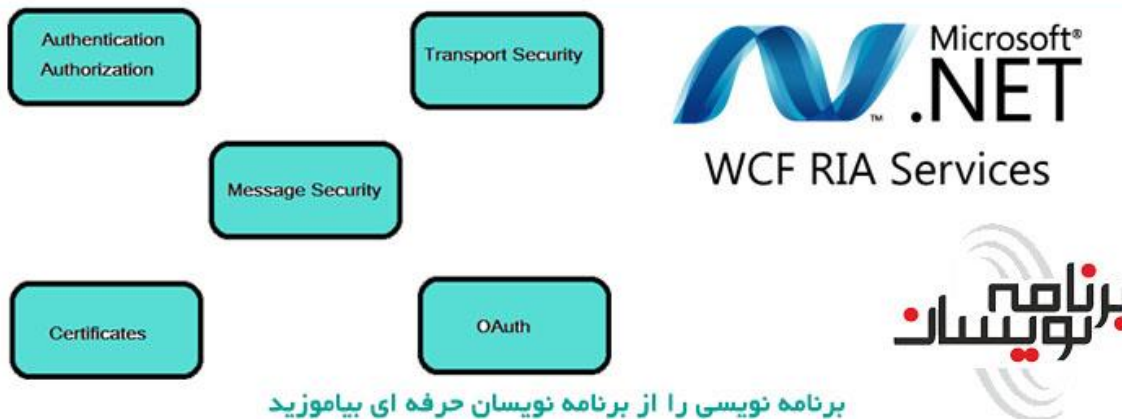 Authentication
Authorization
Transport Security
Message Security
Certificates
OAuth
Microsoft®
.NET
™
WCF RIA Services
برنامه
نویسان
برنامه نویسی را از برنامه نویسان حرفه ای بیاموزید